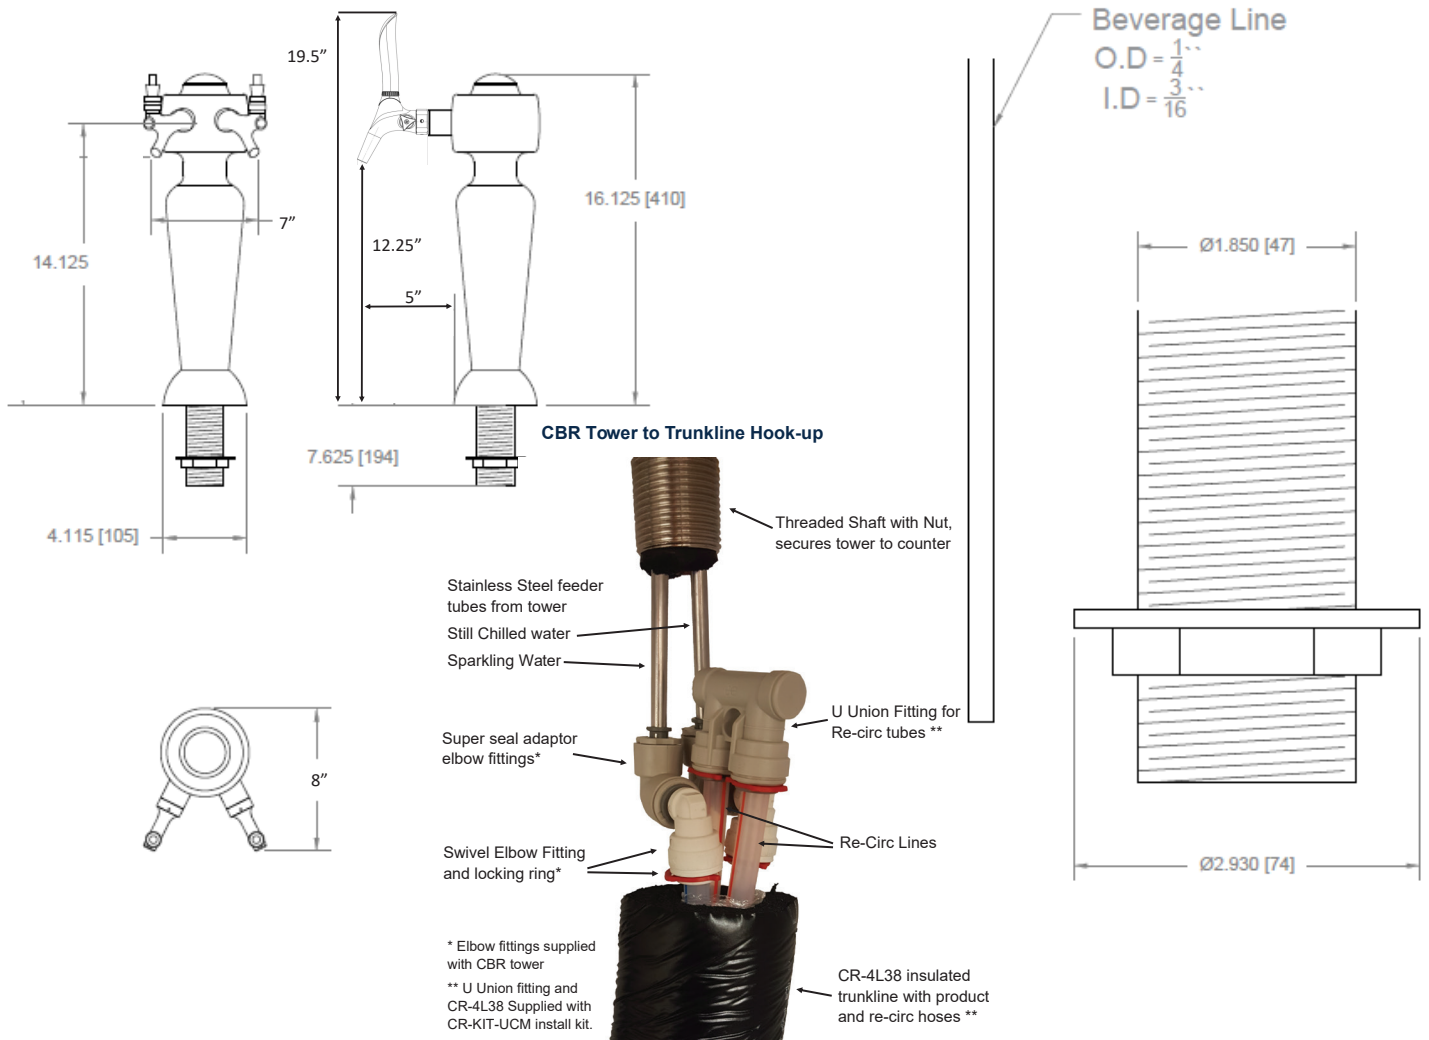 19.5”
14.125
7”
12.25”
5”
16.125 [410]
7.625 [194]
4.115 [105]
8”
Beverage Line
O.D = 1/4``
I.D = 3/16``
Ø1.850 [47]
Ø2.930 [74]
CBR Tower to Trunkline Hook-up
Threaded Shaft with Nut,
secures tower to counter
Stainless Steel feeder
tubes from tower
Still Chilled water
Sparkling Water
U Union Fitting for
Re-circ tubes **
Super seal adaptor
elbow fittings*
Re-Circ Lines
Swivel Elbow Fitting
and locking ring*
* Elbow fittings supplied
with CBR tower
** U Union fitting and
CR-4L38 Supplied with
CR-KIT-UCM install kit.
CR-4L38 insulated
trunkline with product
and re-circ hoses **